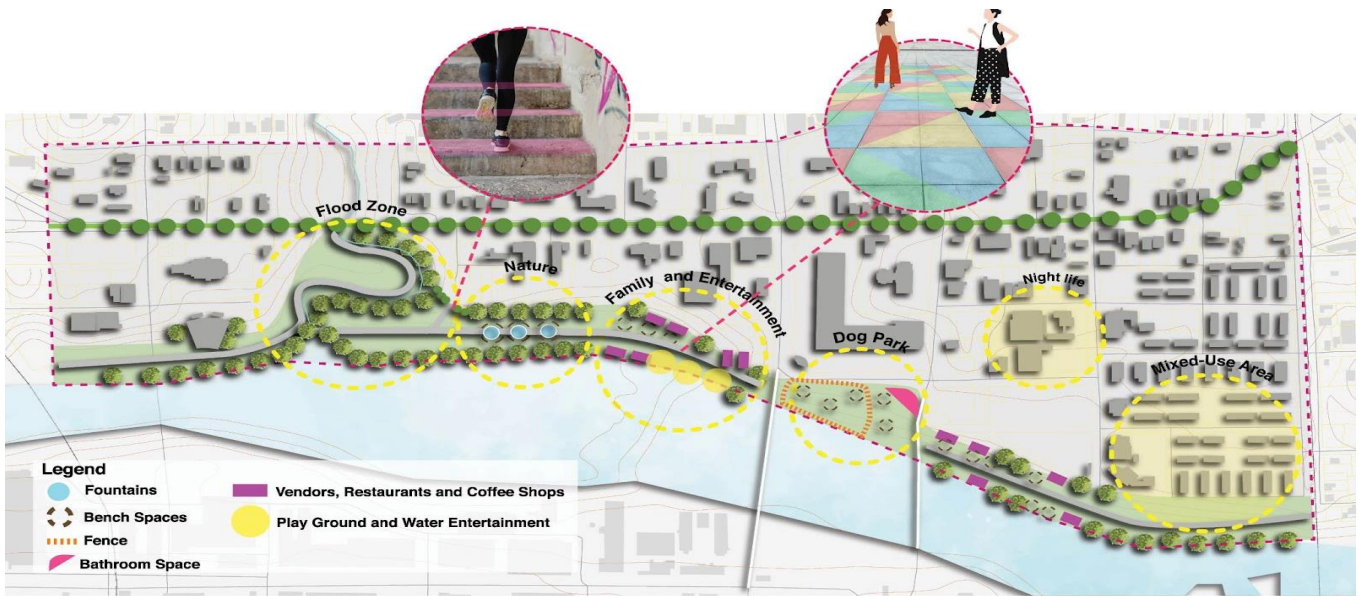 Flood Zone
Nature
Family and Entertainment
Dog Park
Night life
Mixed-Use Area
Legend
Fountains
Bench Spaces
Fence
Bathroom Space
Vendors, Restaurants and Coffee Shops
Play Ground and Water Entertainment